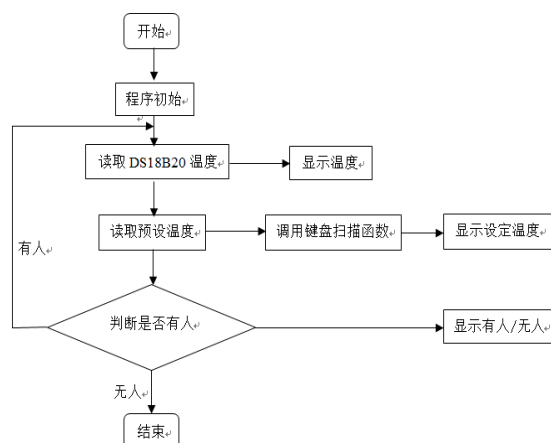 开始
程序初始
读取 DS18B20 温度
显示温度
读取预设温度
调用键盘扫描函数
显示设定温度
有人
判断是否有人
显示有人/无人
无人
结束